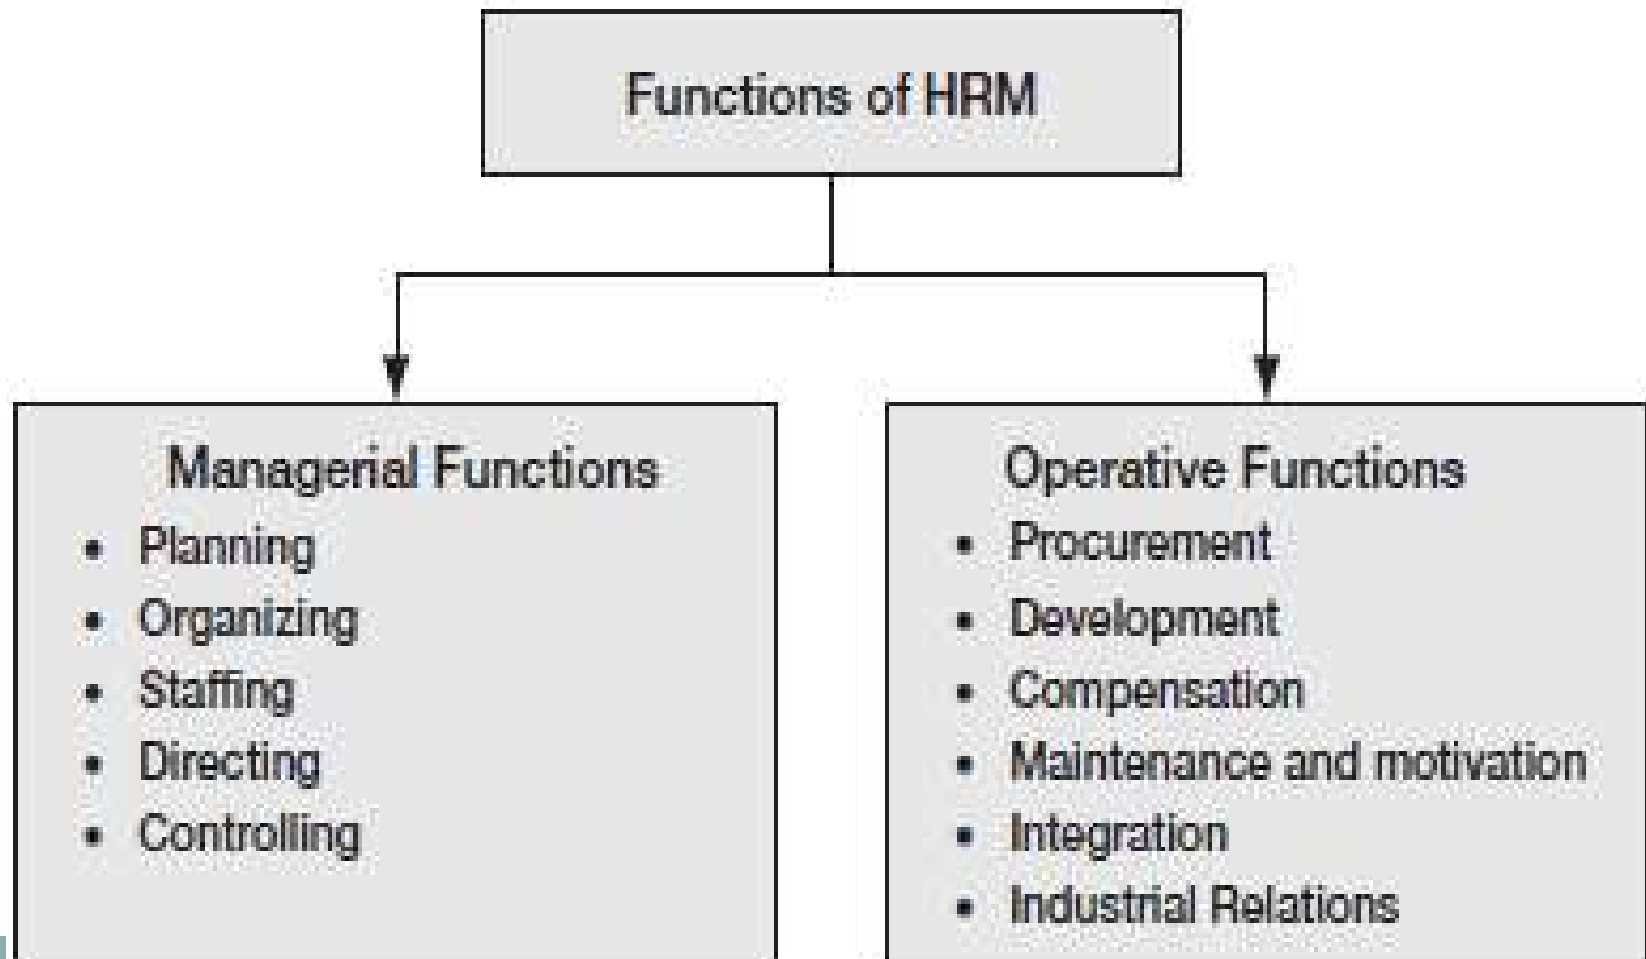 Functions of HRM
Managerial Functions
• Planning
• Organizing
• Staffing
• Directing
• Controlling
Operative Functions
• Procurement
• Development
• Compensation
• Maintenance and motivation
• Integration
• Industrial Relations